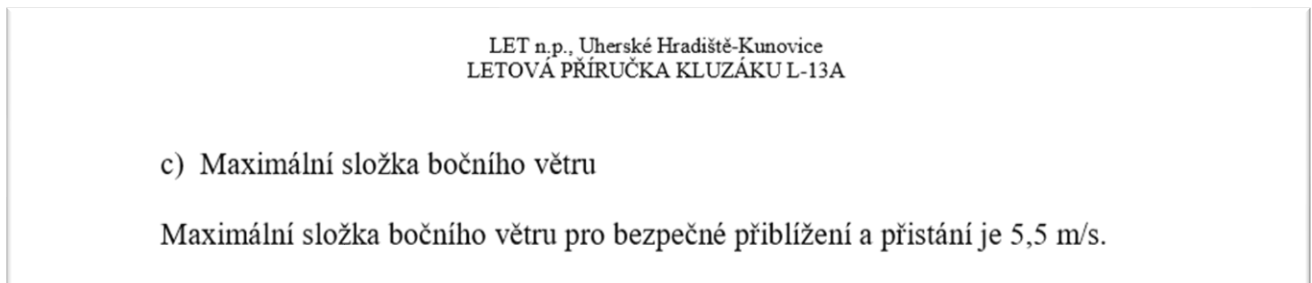 LET n.p., Uherské Hradiště-Kunovice
LETOVÁ PŘÍRUČKA KLUZÁKU L-13A
c) Maximální složka bočního větru
Maximální složka bočního větru pro bezpečné přiblížení a přistání je 5,5 m/s.